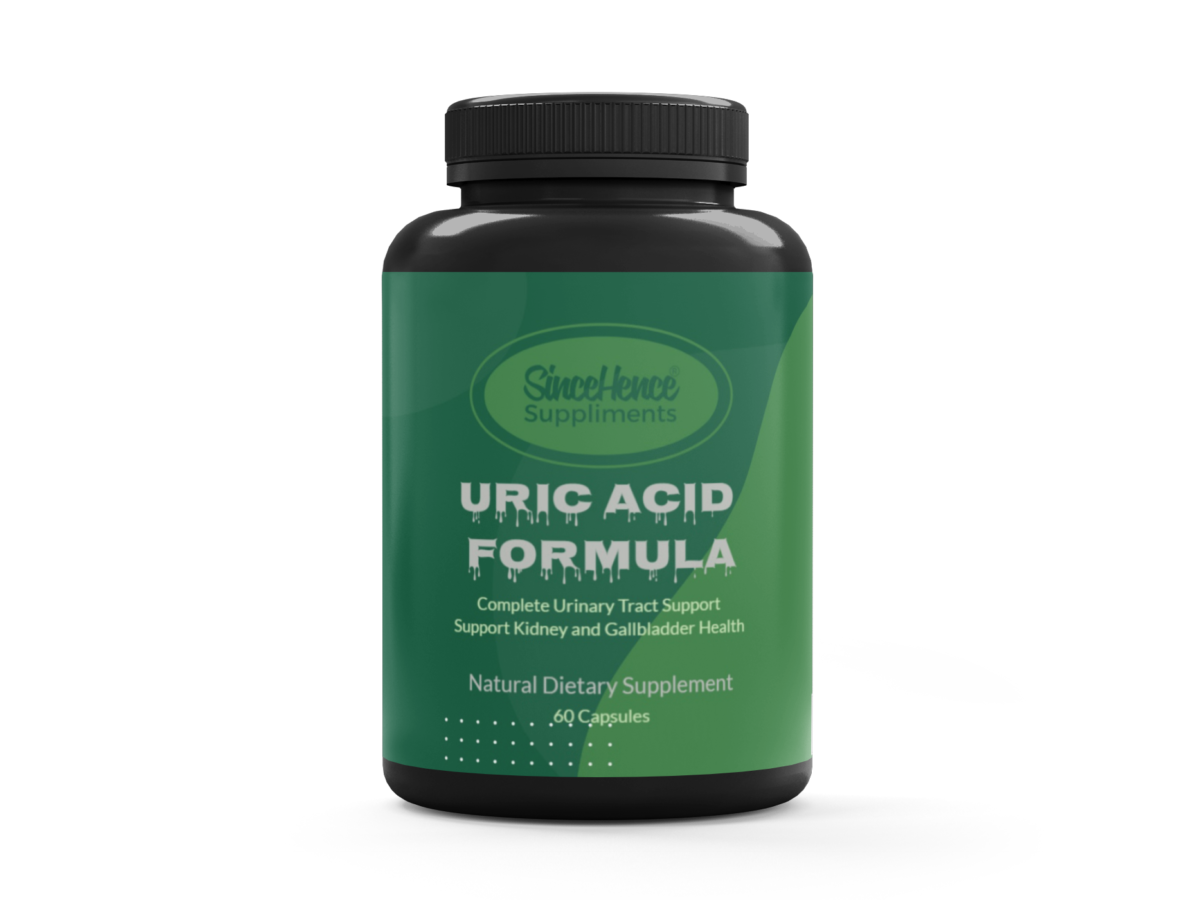 SinceHence®
Suppliments
URIC ACID
FORMULA
Complete Urinary Tract Support
Support Kidney and Gallbladder Health
Natural Dietary Supplement
60 Capsules